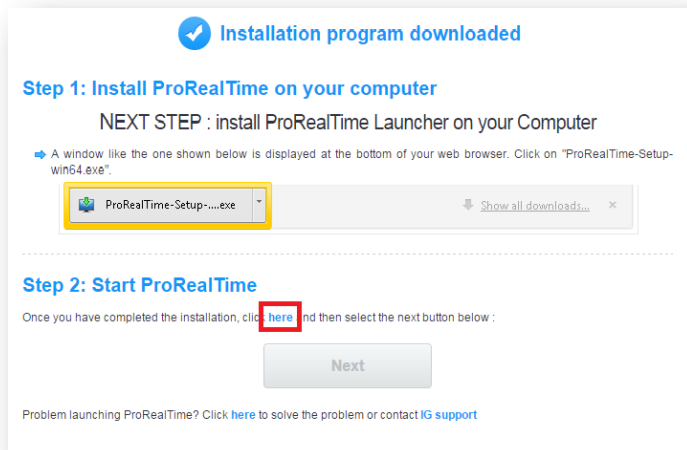 Installation program downloaded
Step 1: Install ProRealTime on your computer
NEXT STEP : install ProRealTime Launcher on your Computer
A window like the one shown below is displayed at the bottom of your web browser. Click on "ProRealTime-Setup-
win64.exe".
ProRealTime-Setup-....exe Show all downloads... ×
Step 2: Start ProRealTime
Once you have completed the installation, click here and then select the next button below :
Next
Problem launching ProRealTime? Click here to solve the problem or contact IG support